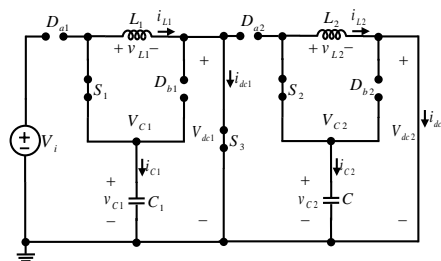 D_{a1} L_1 i_{L1} D_{a2} L_2 i_{L2}
+ v_{L1} − + + v_{L2} − +
S_1 D_{b1} i_{dc1} S_2 D_{b2} i_{dc
V_{C1} V_{dc1} V_{C2} V_{dc2}
+ V_i − i_{C1} S_3 i_{C2}
+ v_{C1} − C_1 − + v_{C2} − C −